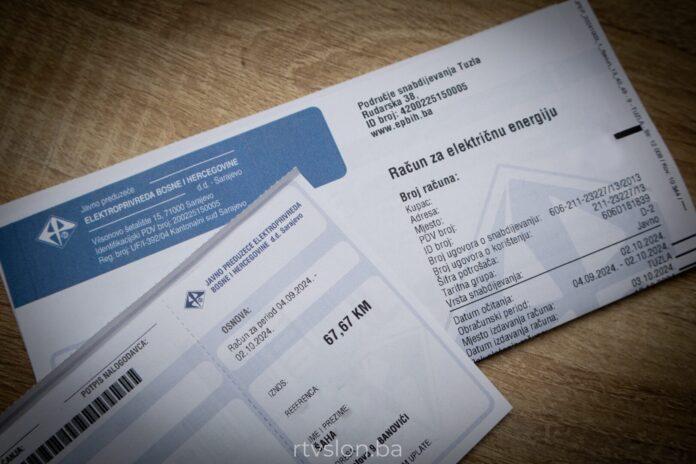 Javno preduzeće
ELEKTROPRIVREDA BOSNE I HERCEGOVINE
d.d. Sarajevo
Vilsonovo šetalište 15, 71000 Sarajevo
Identifikacijski PDV broj: 200225150005
Reg. broj: UF/I-392/04 Kantonalni sud Sarajevo
Područje snabdijevanja Tuzla
Rudarska 38,
ID broj: 4200225150005
www.epbih.ba
Račun za električnu energiju
Broj računa:
Kupac:
Adresa:
Mjesto:
PDV broj:
ID broj:
Broj ugovora o snabdijevanju: 606-211-23227/13/2013
Broj ugovora o korištenju: 211-23227/13
Šifra potrošača: 606D181839
Tarifna grupa: D-2
Vrsta snabdijevanja: Javno
Datum očitanja: 02.10.2024.
Obračunski period: 04.09.2024. - 02.10.2024.
Mjesto izdavanja računa: TUZLA
Datum izdavanja računa: 03.10.2024.
JAVNO PREDUZEĆE ELEKTROPRIVREDA
BOSNE I HERCEGOVINE d.d. Sarajevo
OSNOVA:
Račun za period 04.09.2024. -
02.10.2024.
67,67 KM
IZNOS:
REFERENCA:
IME I PREZIME:
POTPIS NALOGODAVCA:
rtvslon.ba